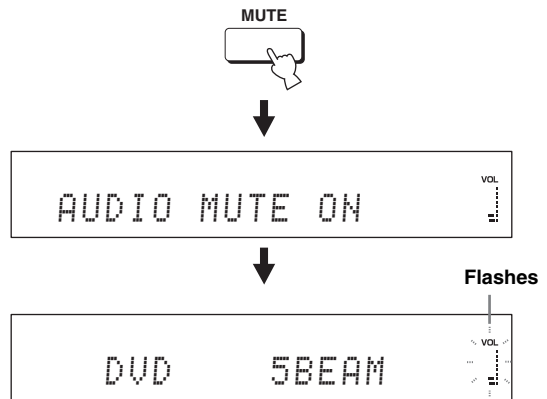 MUTE
VOL
AUDIO MUTE ON
Flashes
VOL
DVD 5BEAM